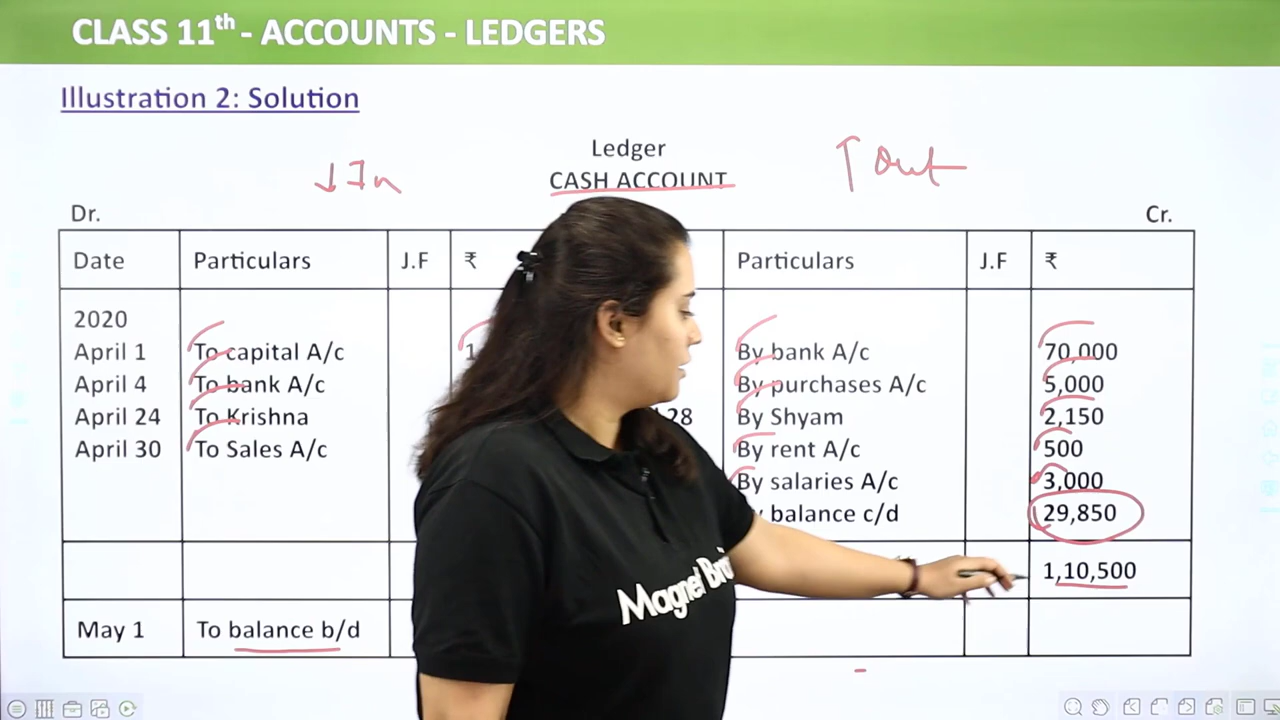 CLASS 11th - ACCOUNTS - LEDGERS
Illustration 2: Solution
Ledger
CASH ACCOUNT
↓ In
↑ Out
Dr. Cr.
Date Particulars J.F ₹ Particulars J.F ₹
2020
April 1 To capital A/c 1 By bank A/c 70,000
April 4 To bank A/c By purchases A/c 5,000
April 24 To Krishna 28 By Shyam 2,150
April 30 To Sales A/c By rent A/c 500
By salaries A/c 3,000
balance c/d 29,850
1,10,500
May 1 To balance b/d
Magnet Bra